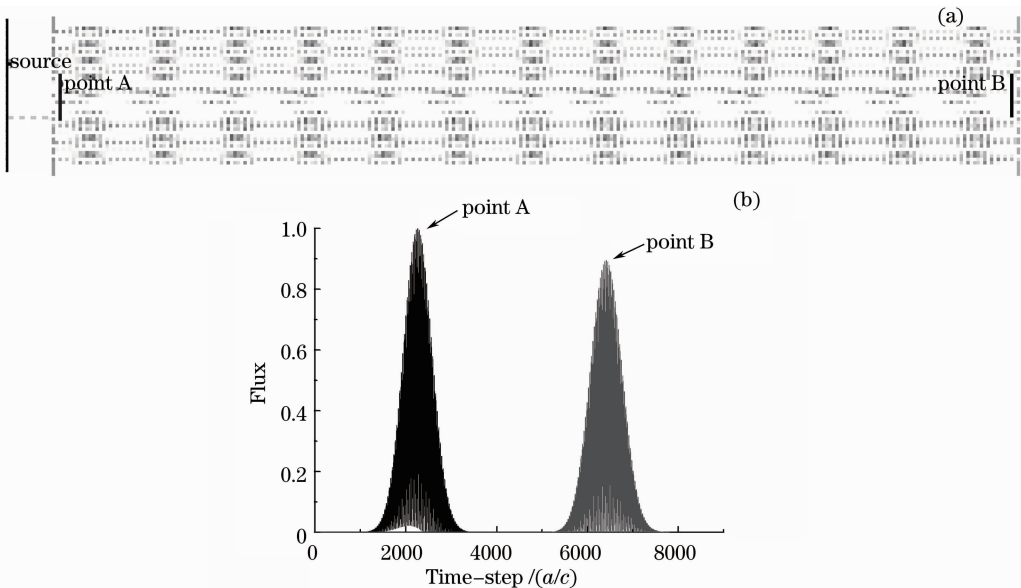 (a)
source
point A
point B
(b)
point A
point B
1.0
0.8
0.6
0.4
0.2
0
Flux
0
2000
4000
6000
8000
Time-step /(a/c)